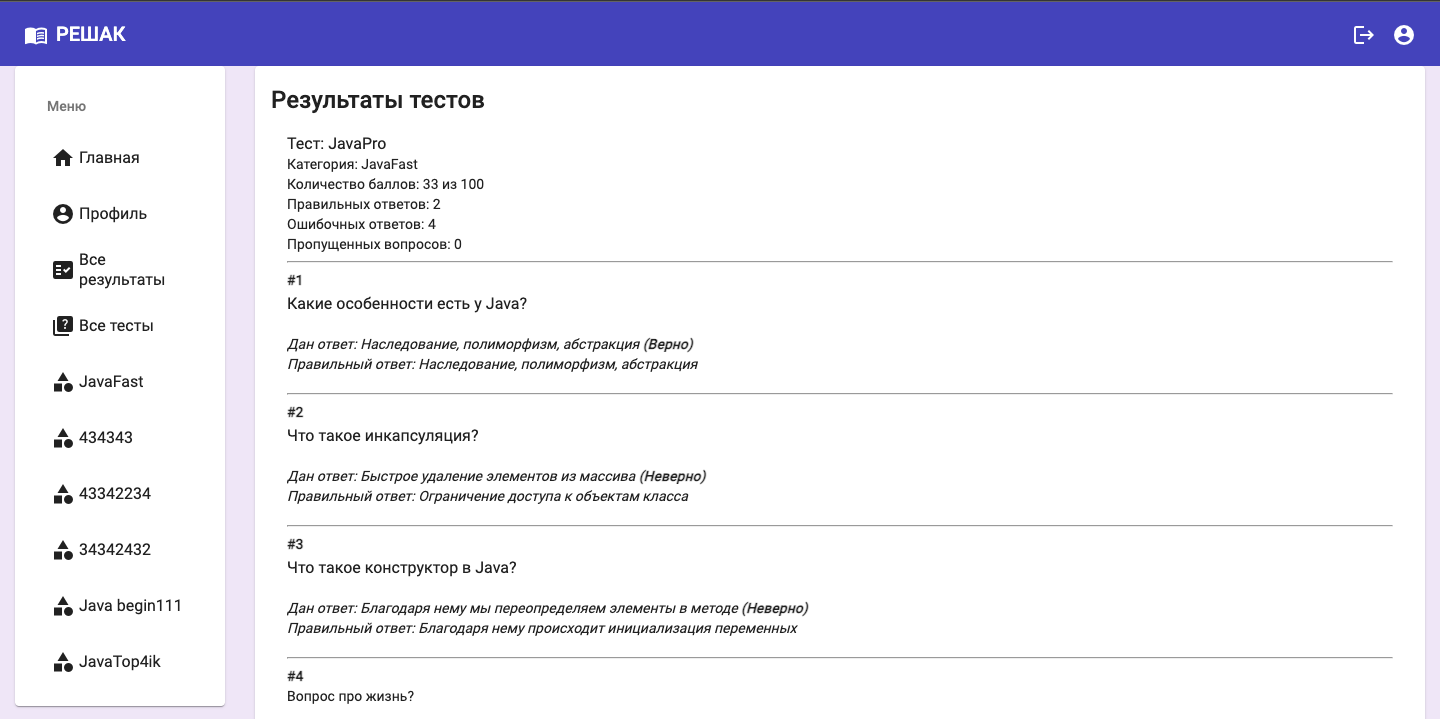 РЕШАК
Меню
Главная
Профиль
Все
результаты
Все тесты
JavaFast
434343
43342234
34342432
Java begin111
JavaTop4ik
Результаты тестов
Тест: JavaPro
Категория: JavaFast
Количество баллов: 33 из 100
Правильных ответов: 2
Ошибочных ответов: 4
Пропущенных вопросов: 0
#1
Какие особенности есть у Java?
Дан ответ: Наследование, полиморфизм, абстракция (Верно)
Правильный ответ: Наследование, полиморфизм, абстракция
#2
Что такое инкапсуляция?
Дан ответ: Быстрое удаление элементов из массива (Неверно)
Правильный ответ: Ограничение доступа к объектам класса
#3
Что такое конструктор в Java?
Дан ответ: Благодаря нему мы переопределяем элементы в методе (Неверно)
Правильный ответ: Благодаря нему происходит инициализация переменных
#4
Вопрос про жизнь?